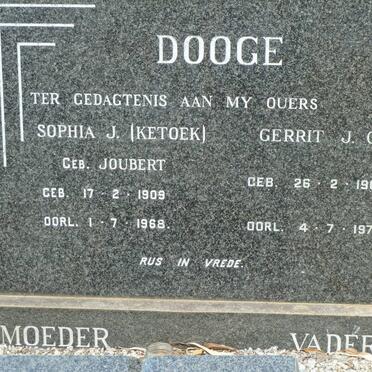 DOOGE
TER GEDAGTENIS AAN MY OUERS
SOPHIA J. (KETOEK) GERRIT J.
GEB. JOUBERT
GEB. 17-2-1909 GEB. 26-2-
OORL. 1-7-1968. OORL. 4-7-
RUS IN VREDE.
MOEDER VADER